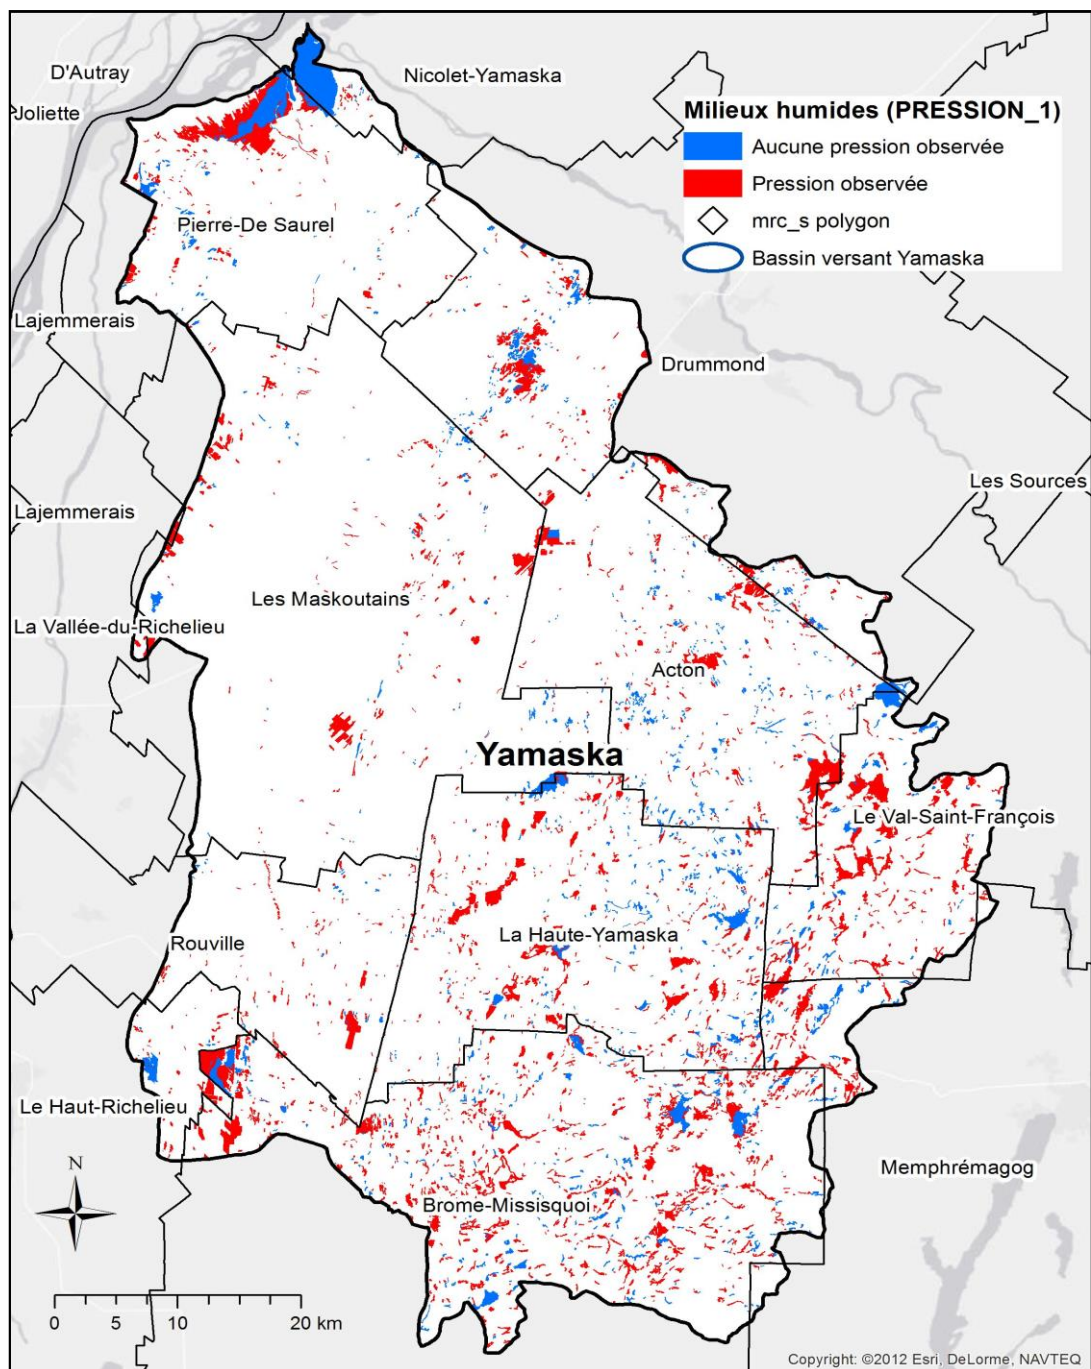 D'Autray
Nicolet-Yamaska
Joliette
Milieux humides (PRESSION_1)
Aucune pression observée
Pression observée
mrc_s polygon
Bassin versant Yamaska
Pierre-De Saurel
Lajemmerais
Drummond
Les Sources
Lajemmerais
Les Maskoutains
La Vallée-du-Richelieu
Acton
Yamaska
Le Val-Saint-François
La Haute-Yamaska
Rouville
Le Haut-Richelieu
Memphrémagog
N
Brome-Missisquoi
0 5 10 20 km
Copyright: ©2012 Esri, DeLorme, NAVTEQ